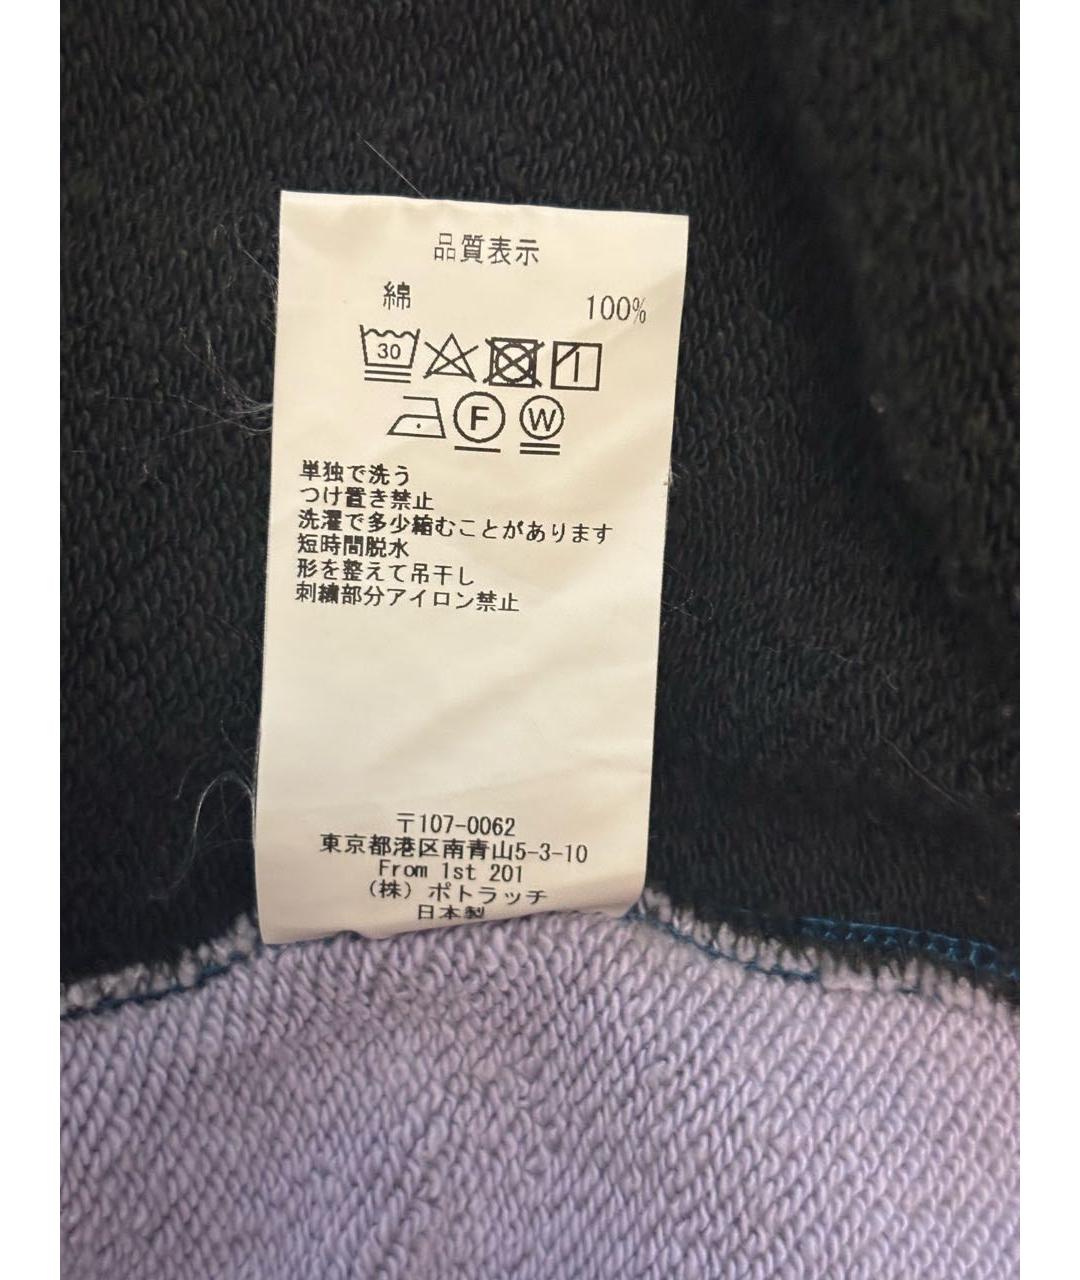 品質表示
綿 100%
30
F W
単独で洗う
つけ置き禁止
洗濯で多少縮むことがあります
短時間脱水
形を整えて吊干し
刺繍部分アイロン禁止
〒107-0062
東京都港区南青山5-3-10
From 1st 201
（株）ポトラッチ
日本製